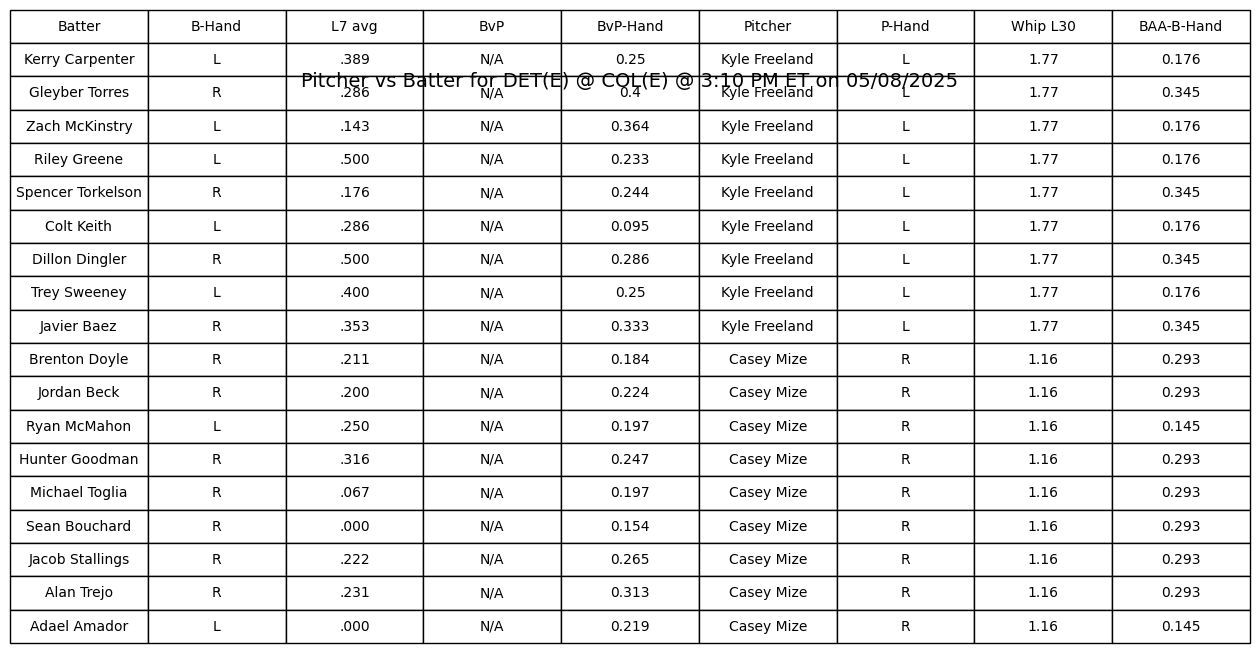 Batter B-Hand L7 avg BvP BvP-Hand Pitcher P-Hand Whip L30 BAA-B-Hand
Kerry Carpenter L .389 N/A 0.25 Kyle Freeland L 1.77 0.176
Pitcher vs Batter for DET(E) @ COL(E) @ 3:10 PM ET on 05/08/2025
Gleyber Torres R .286 N/A 0.4 Kyle Freeland L 1.77 0.345
Zach McKinstry L .143 N/A 0.364 Kyle Freeland L 1.77 0.176
Riley Greene L .500 N/A 0.233 Kyle Freeland L 1.77 0.176
Spencer Torkelson R .176 N/A 0.244 Kyle Freeland L 1.77 0.345
Colt Keith L .286 N/A 0.095 Kyle Freeland L 1.77 0.176
Dillon Dingler R .500 N/A 0.286 Kyle Freeland L 1.77 0.345
Trey Sweeney L .400 N/A 0.25 Kyle Freeland L 1.77 0.176
Javier Baez R .353 N/A 0.333 Kyle Freeland L 1.77 0.345
Brenton Doyle R .211 N/A 0.184 Casey Mize R 1.16 0.293
Jordan Beck R .200 N/A 0.224 Casey Mize R 1.16 0.293
Ryan McMahon L .250 N/A 0.197 Casey Mize R 1.16 0.145
Hunter Goodman R .316 N/A 0.247 Casey Mize R 1.16 0.293
Michael Toglia R .067 N/A 0.197 Casey Mize R 1.16 0.293
Sean Bouchard R .000 N/A 0.154 Casey Mize R 1.16 0.293
Jacob Stallings R .222 N/A 0.265 Casey Mize R 1.16 0.293
Alan Trejo R .231 N/A 0.313 Casey Mize R 1.16 0.293
Adael Amador L .000 N/A 0.219 Casey Mize R 1.16 0.145